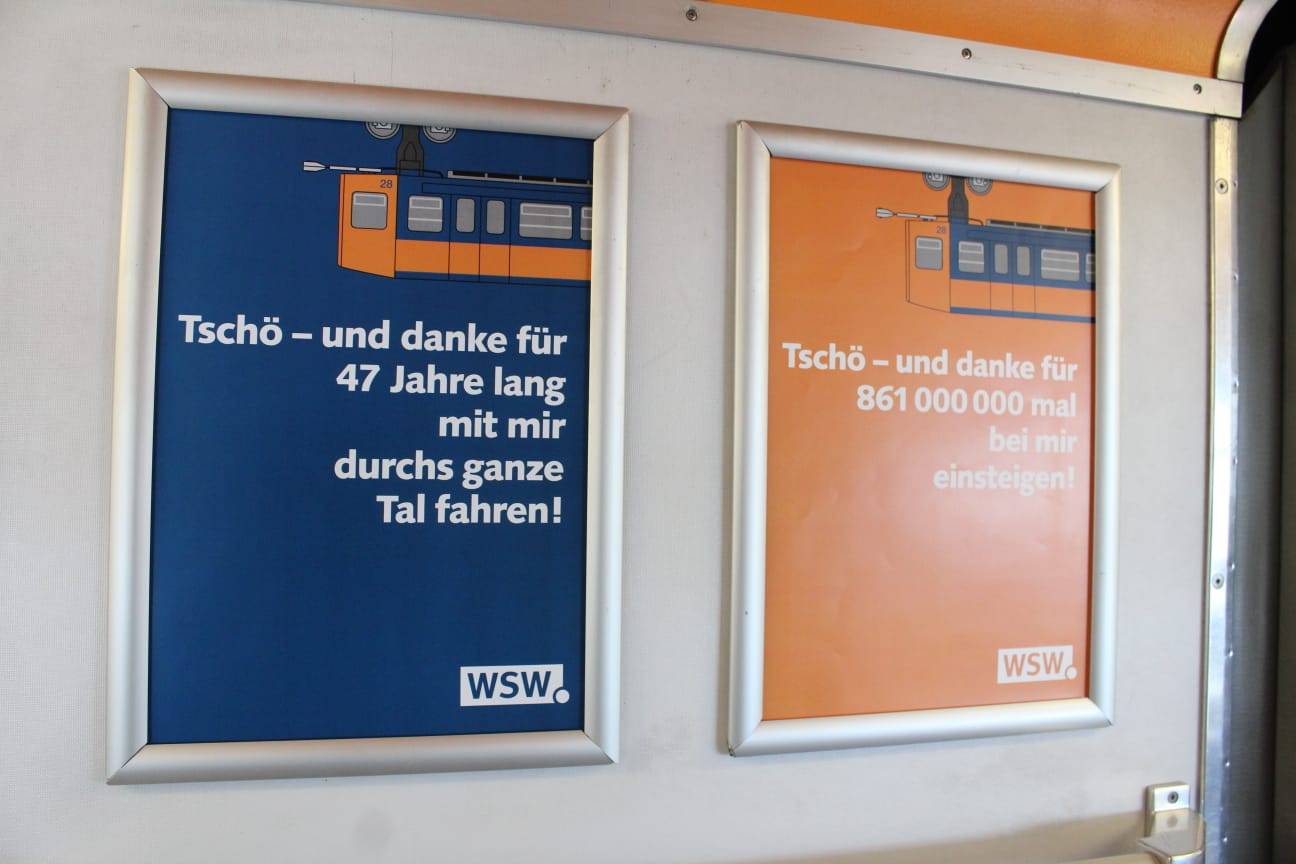 28
Tschö – und danke für
47 Jahre lang
mit mir
durchs ganze
Tal fahren!
WSW.
28
Tschö – und danke für
861 000 000 mal
bei mir
einsteigen!
WSW.